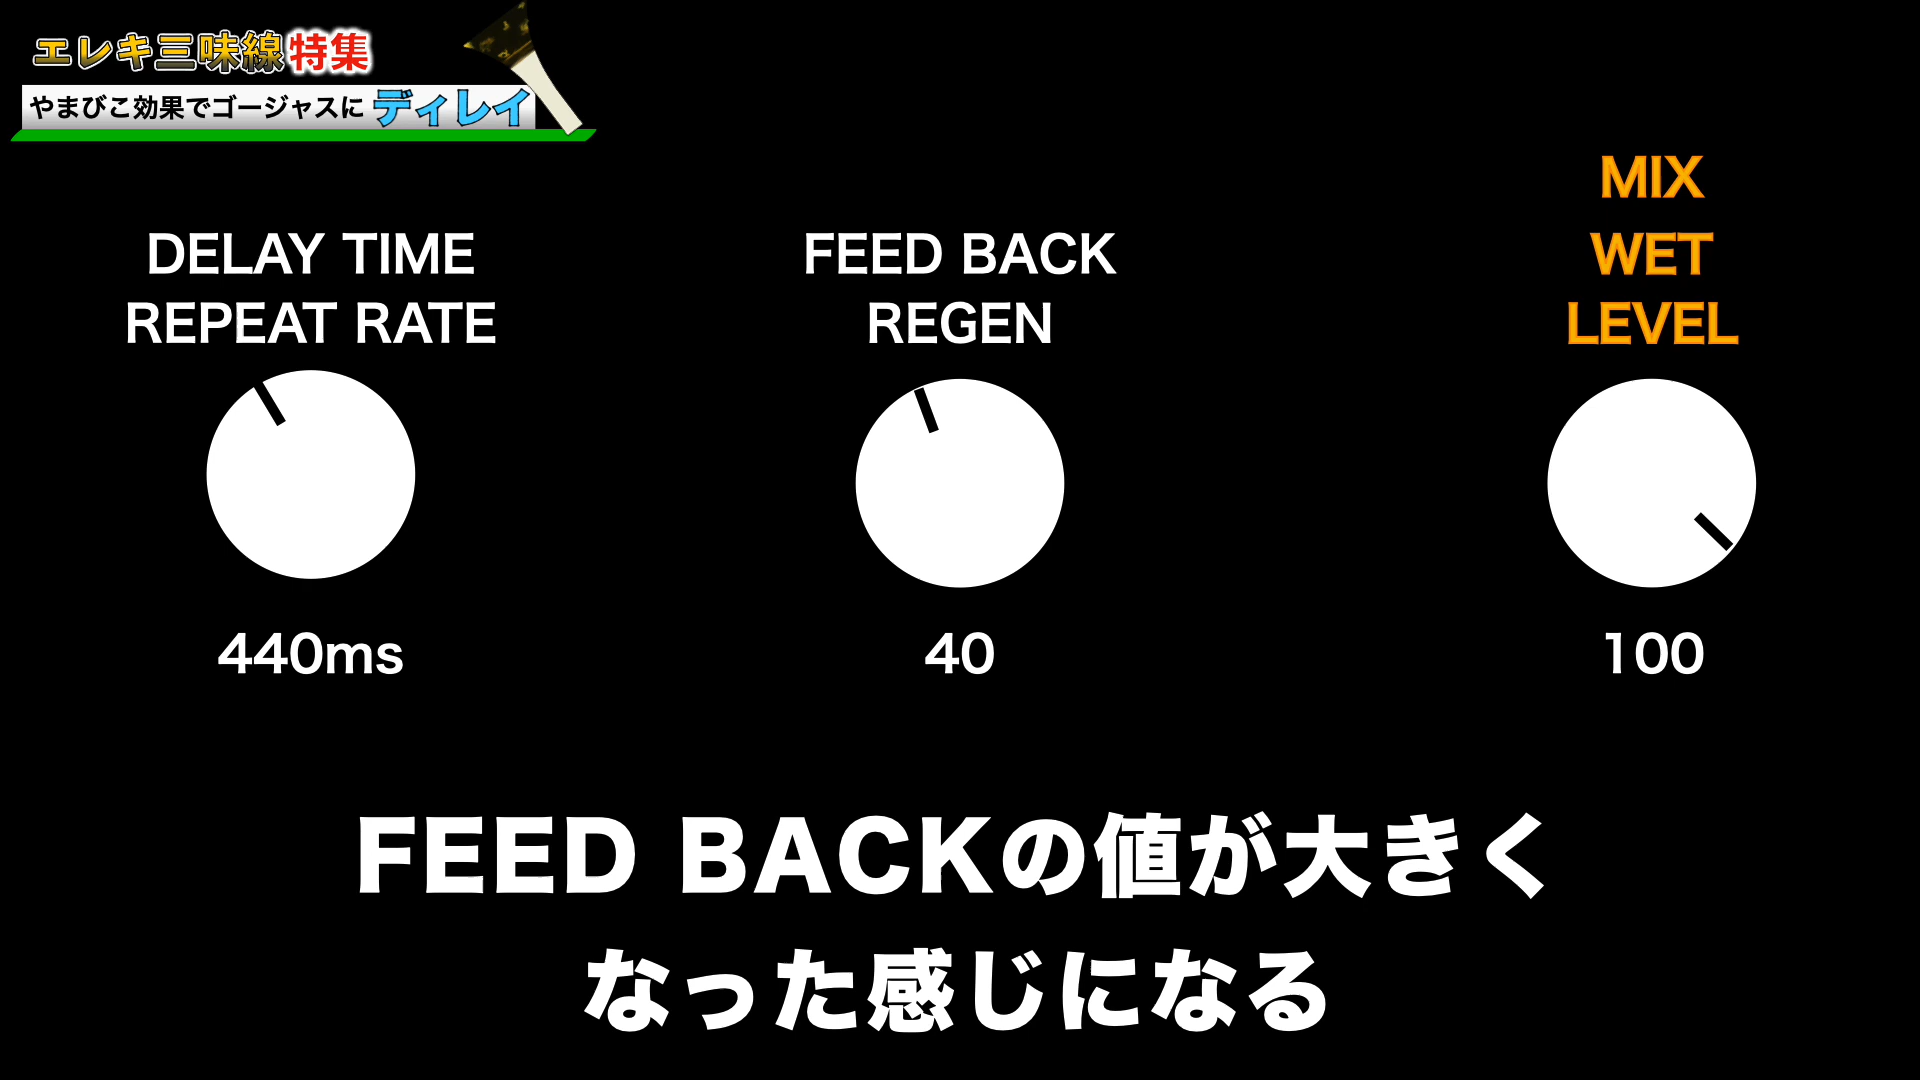 エレキ三味線特集
やまびこ効果でゴージャスに ディレイ
DELAY TIME
REPEAT RATE
440ms
FEED BACK
REGEN
40
MIX
WET
LEVEL
100
FEED BACKの値が大きく
なった感じになる